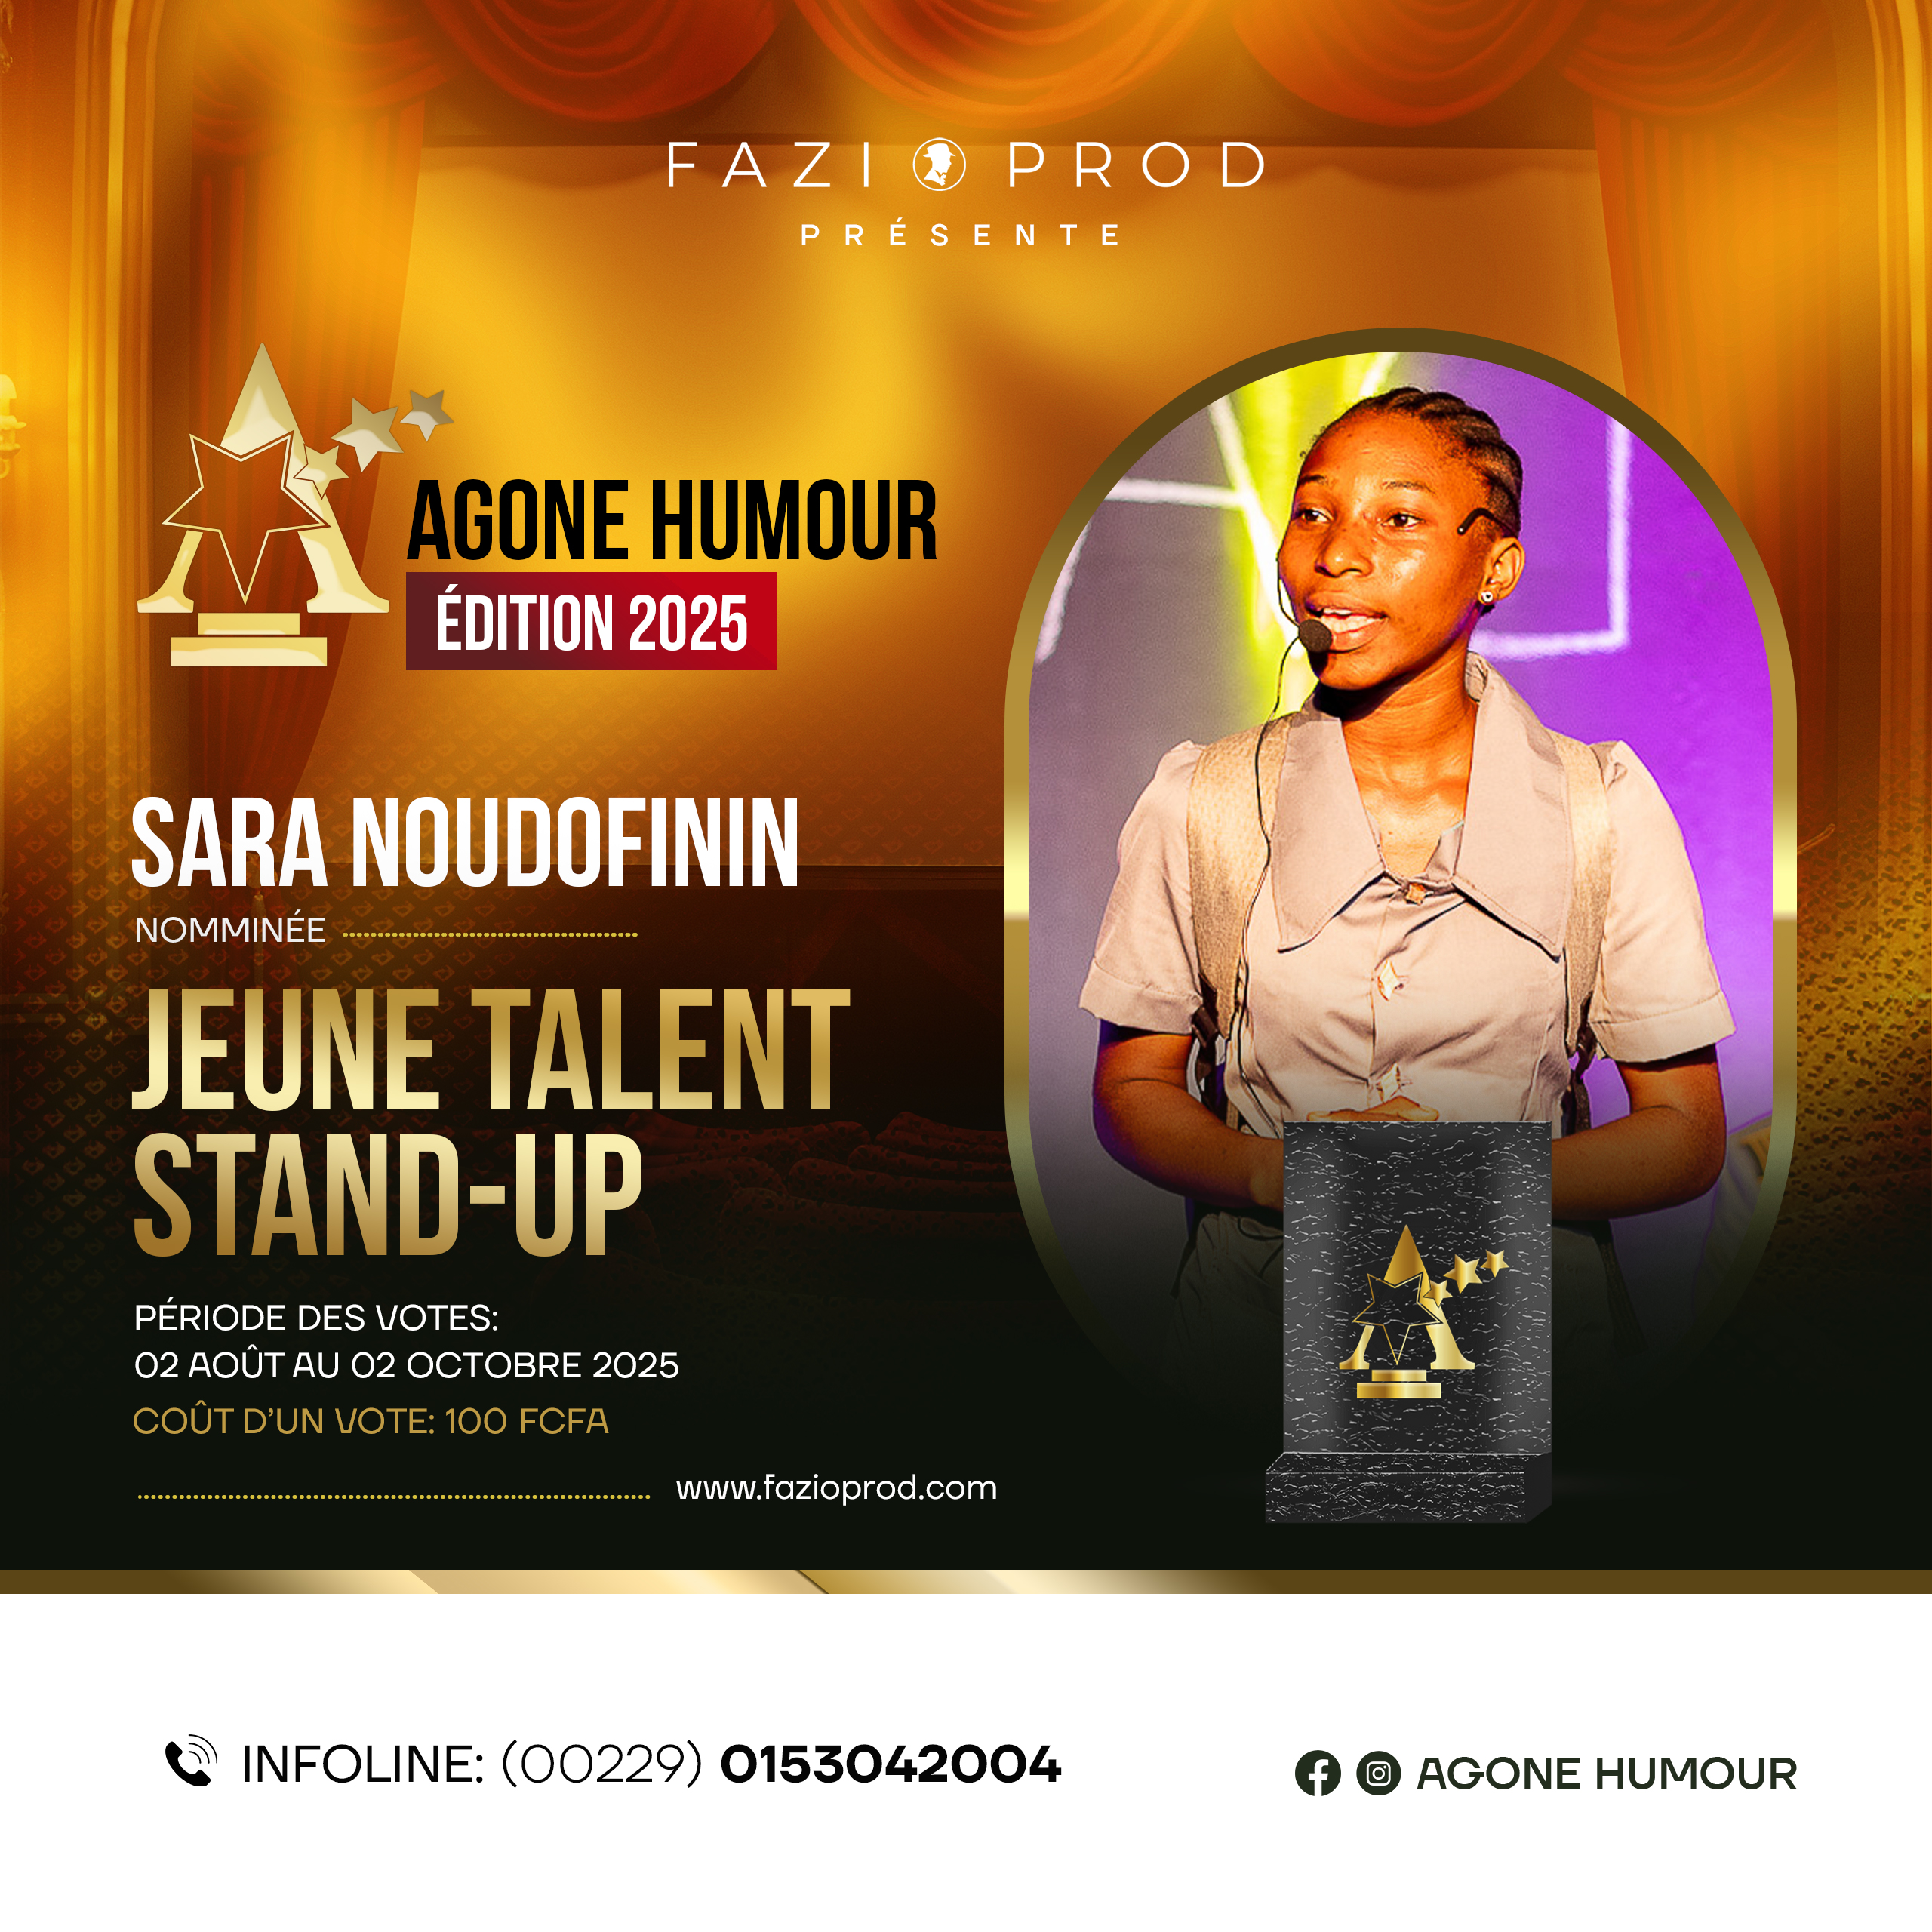 FAZI PROD
PRÉSENTE
AGONE HUMOUR
ÉDITION 2025
SARA NOUDOFININ
NOMMINÉE
JEUNE TALENT
STAND-UP
PÉRIODE DES VOTES:
02 AOÛT AU 02 OCTOBRE 2025
COÛT D'UN VOTE: 100 FCFA
www.fazioprod.com
INFOLINE: (00229) 0153042004
AGONE HUMOUR